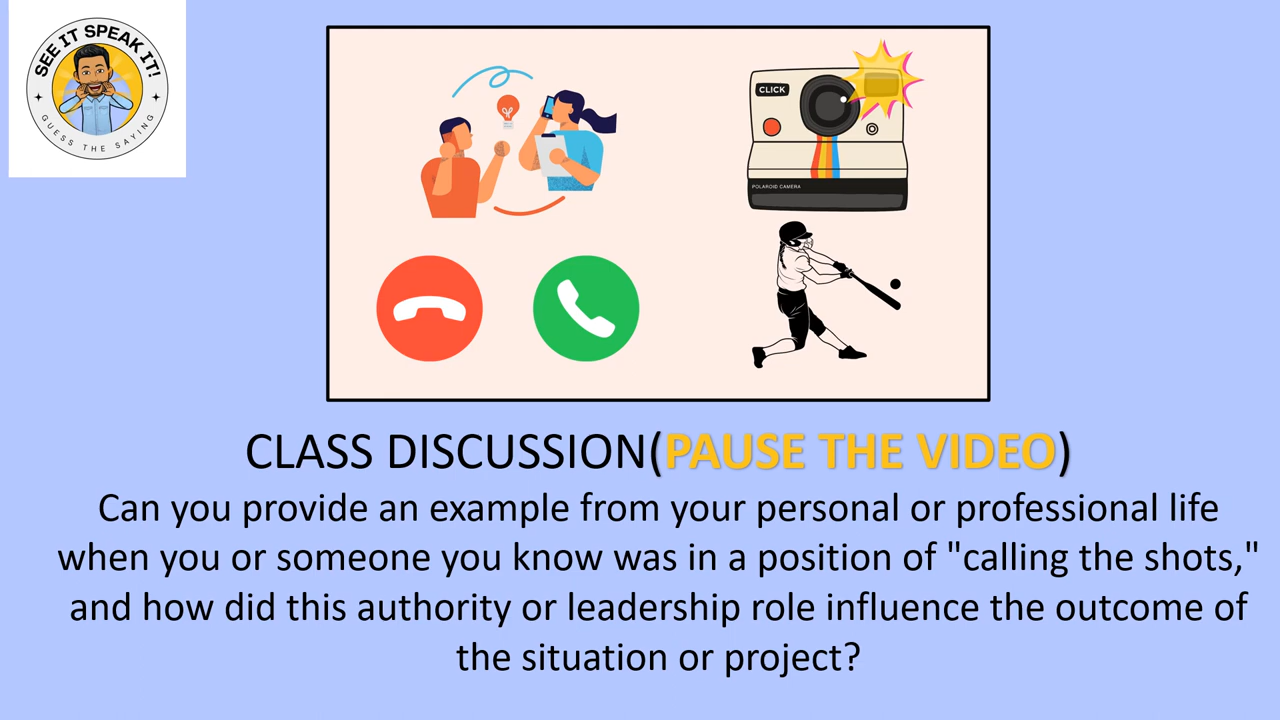 SEE IT SPEAK IT!
GUESS THE SAYING
CLICK
POLAROID CAMERA
CLASS DISCUSSION(PAUSE THE VIDEO)
Can you provide an example from your personal or professional life
when you or someone you know was in a position of "calling the shots,"
and how did this authority or leadership role influence the outcome of
the situation or project?